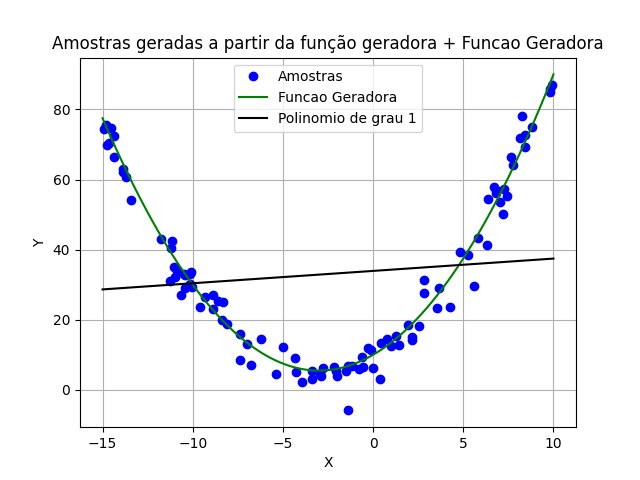 Amostras geradas a partir da função geradora + Funcao Geradora
Amostras
Funcao Geradora
Polinomio de grau 1
80
60
40
20
0
Y
−15
−10
−5
0
5
10
X